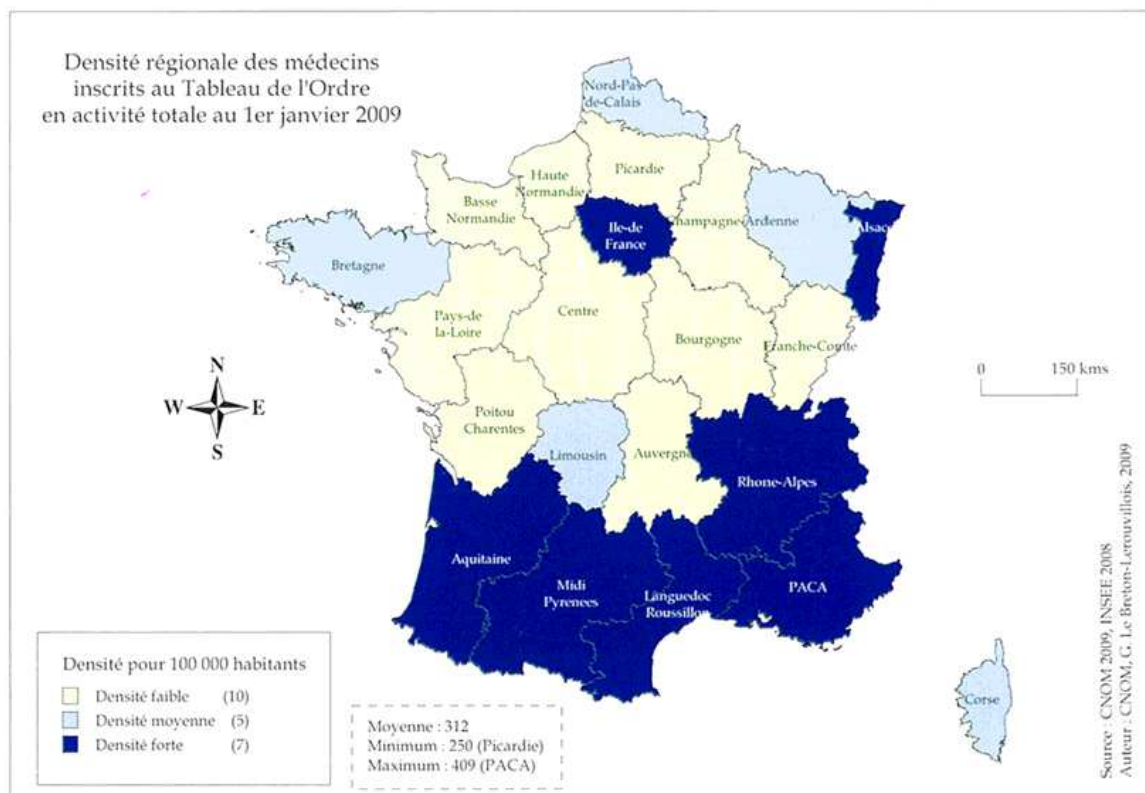 Densité régionale des médecins
inscrits au Tableau de l'Ordre
en activité totale au 1er janvier 2009
Nord-Pas
de-Calais
Picardie
Haute
Normandie
Basse
Normandie
Ile-de
France
Champagne-Ardenne
Alsace
Bretagne
Pays-de
la-Loire
Centre
Bourgogne
Franche-Comte
Poitou
Charentes
Limousin
Auvergne
Rhone-Alpes
Aquitaine
Midi
Pyrenees
Languedoc
Roussillon
PACA
Corse
N
W E
S
0 150 kms
Densité pour 100 000 habitants
Densité faible (10)
Densité moyenne (5)
Densité forte (7)
Moyenne : 312
Minimum : 250 (Picardie)
Maximum : 409 (PACA)
Source : CNOM 2009, INSEE 2008
Auteur : CNOM, G. Le Breton-Lerouvillois, 2009